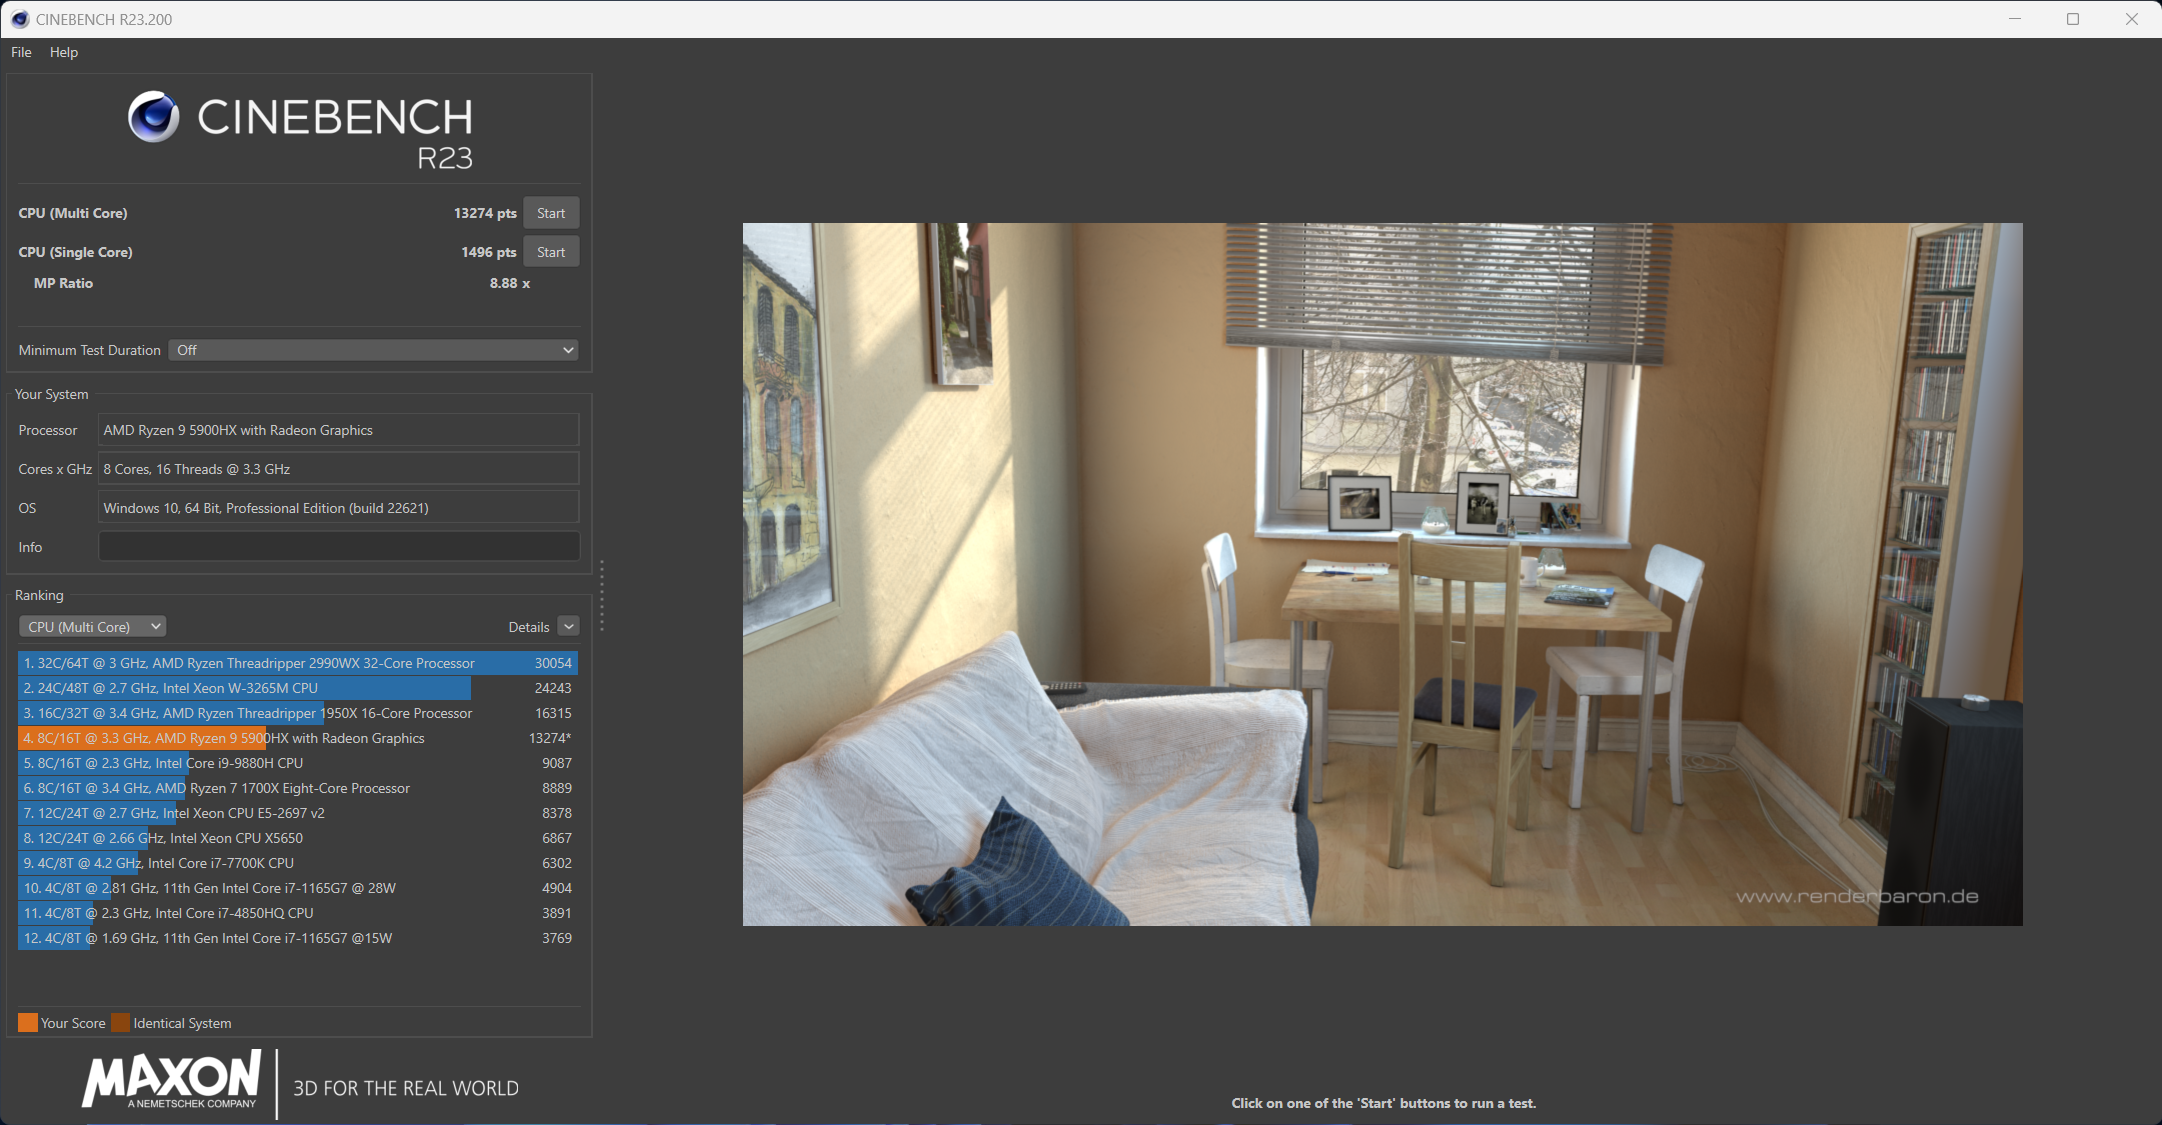 CINEBENCH R23.200
File Help
CINEBENCH
R23
CPU (Multi Core) 13274 pts Start
CPU (Single Core) 1496 pts Start
MP Ratio 8.88 x
Minimum Test Duration Off
Your System
Processor AMD Ryzen 9 5900HX with Radeon Graphics
Cores x GHz 8 Cores, 16 Threads @ 3.3 GHz
OS Windows 10, 64 Bit, Professional Edition (build 22621)
Info
Ranking
CPU (Multi Core) Details
1. 32C/64T @ 3 GHz, AMD Ryzen Threadripper 2990WX 32-Core Processor 30054
2. 24C/48T @ 2.7 GHz, Intel Xeon W-3265M CPU 24243
3. 16C/32T @ 3.4 GHz, AMD Ryzen Threadripper 1950X 16-Core Processor 16315
4. 8C/16T @ 3.3 GHz, AMD Ryzen 9 5900HX with Radeon Graphics 13274*
5. 8C/16T @ 2.3 GHz, Intel Core i9-9880H CPU 9087
6. 8C/16T @ 3.4 GHz, AMD Ryzen 7 1700X Eight-Core Processor 8889
7. 12C/24T @ 2.7 GHz, Intel Xeon CPU E5-2697 v2 8378
8. 12C/24T @ 2.66 GHz, Intel Xeon CPU X5650 6867
9. 4C/8T @ 4.2 GHz, Intel Core i7-7700K CPU 6302
10. 4C/8T @ 2.81 GHz, 11th Gen Intel Core i7-1165G7 @ 28W 4904
11. 4C/8T @ 2.3 GHz, Intel Core i7-4850HQ CPU 3891
12. 4C/8T @ 1.69 GHz, 11th Gen Intel Core i7-1165G7 @15W 3769
Your Score Identical System
MAXON
A NEMETSCHEK COMPANY
3D FOR THE REAL WORLD
www.renderbaron.de
Click on one of the 'Start' buttons to run a test.